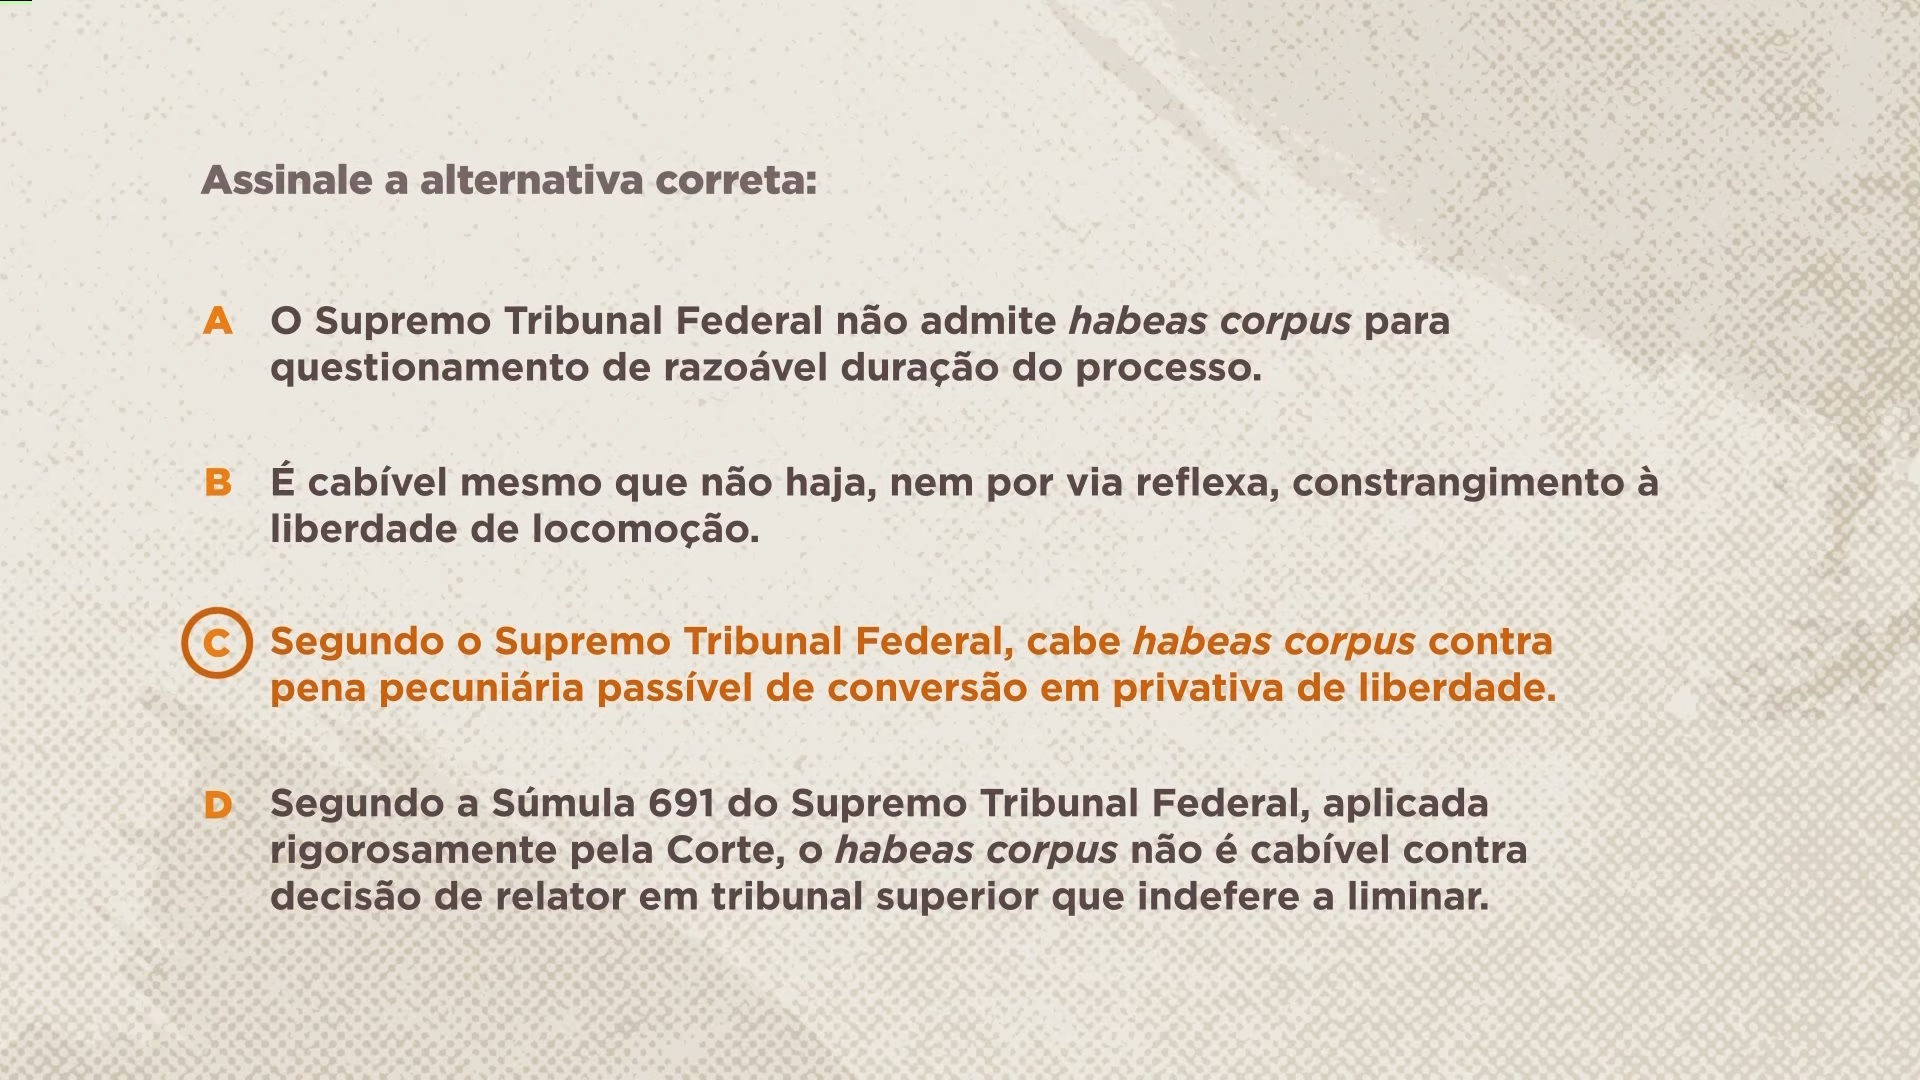 Assinale a alternativa correta:
A O Supremo Tribunal Federal não admite habeas corpus para
questionamento de razoável duração do processo.
B É cabível mesmo que não haja, nem por via reflexa, constrangimento à
liberdade de locomoção.
C Segundo o Supremo Tribunal Federal, cabe habeas corpus contra
pena pecuniária passível de conversão em privativa de liberdade.
D Segundo a Súmula 691 do Supremo Tribunal Federal, aplicada
rigorosamente pela Corte, o habeas corpus não é cabível contra
decisão de relator em tribunal superior que indefere a liminar.